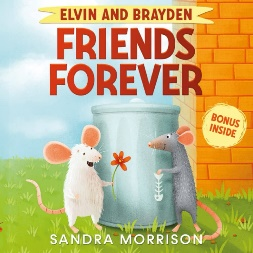 ELVIN AND BRAYDEN
FRIENDS
FOREVER
BONUS
INSIDE
SANDRA MORRISON